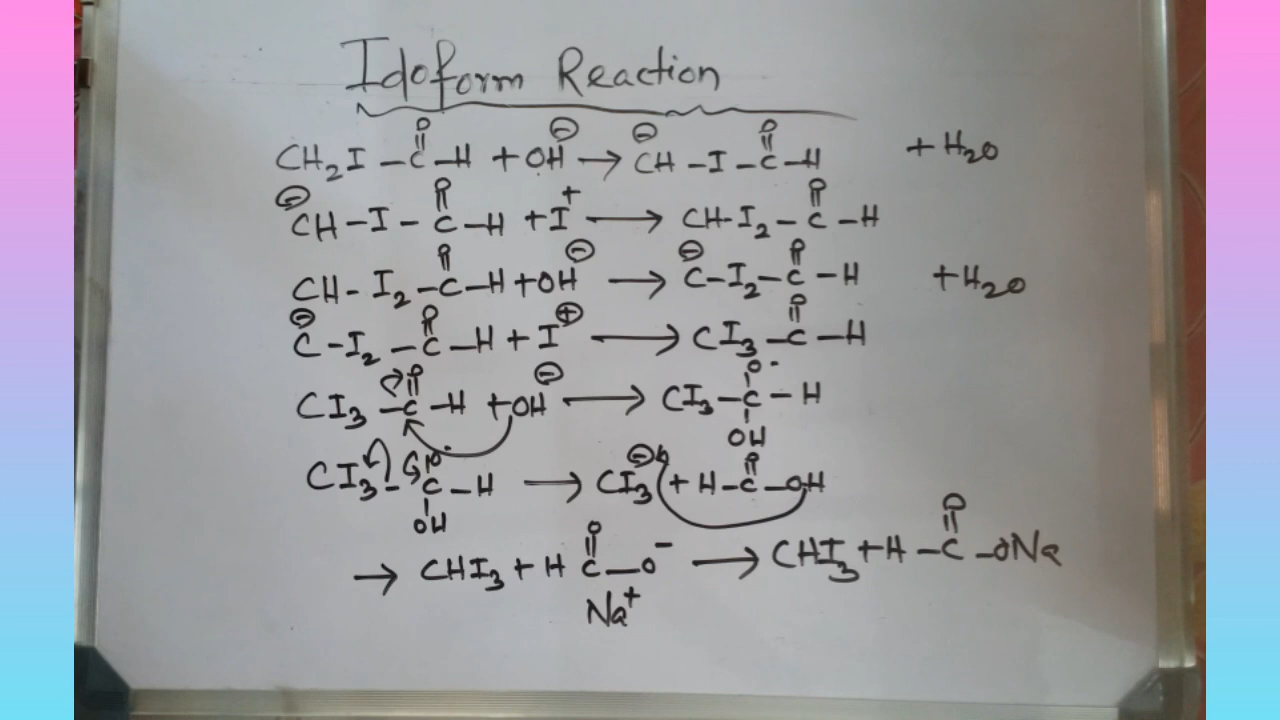 Idoform Reaction
CH₂I–C(=O)–H + OH⊖ → ⊖CH–I–C(=O)–H + H₂O
⊖CH–I–C(=O)–H + I⁺ → CH-I₂–C(=O)–H
CH-I₂–C(=O)–H + OH⊖ → ⊖C–I₂–C(=O)–H + H₂O
⊖C–I₂–C(=O)–H + I⊕ → CI₃–C(=O)–H
CI₃–C(=O)–H + OH⊖ → CI₃–C(O⁻)(OH)–H
CI₃–C(O⁻)(OH)–H → CI₃⊖ + H–C(=O)–OH
→ CHI₃ + H C(=O)–O⁻ Na⁺ → CHI₃ + H–C(=O)–ONa